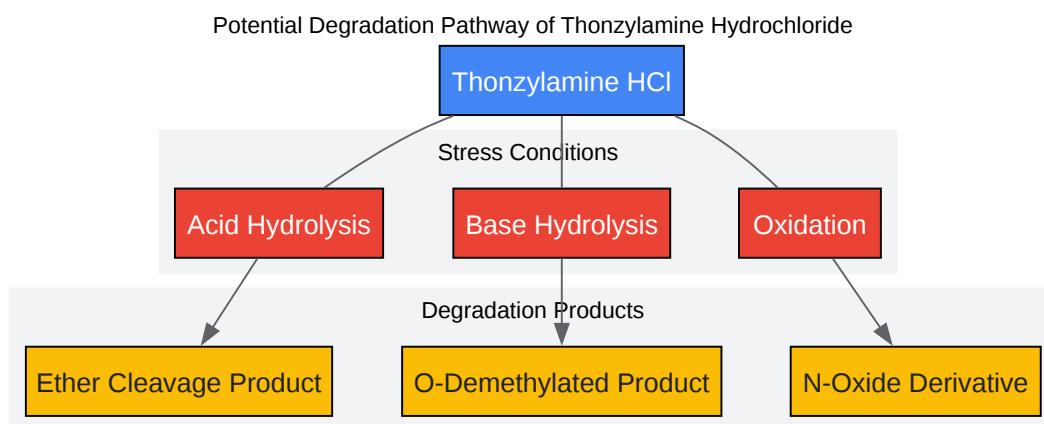 Potential Degradation Pathway of Thonzylamine Hydrochloride
Thonzylamine HCl
Stress Conditions
Acid Hydrolysis
Base Hydrolysis
Oxidation
Degradation Products
Ether Cleavage Product
O-Demethylated Product
N-Oxide Derivative